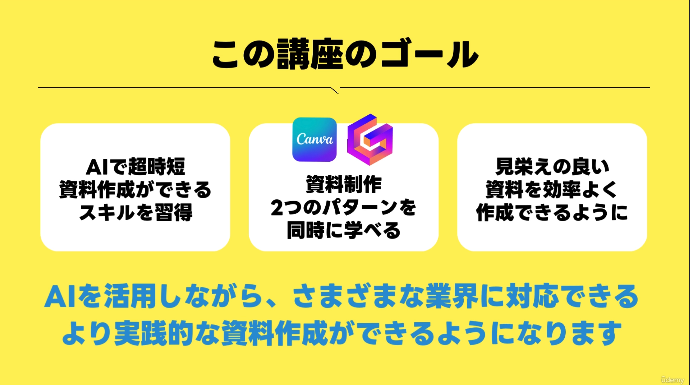 この講座のゴール
Canva
AIで超時短
資料作成ができる
スキルを習得
資料制作
2つのパターンを
同時に学べる
見栄えの良い
資料を効率よく
作成できるように
AIを活用しながら、さまざまな業界に対応できる
より実践的な資料作成ができるようになります